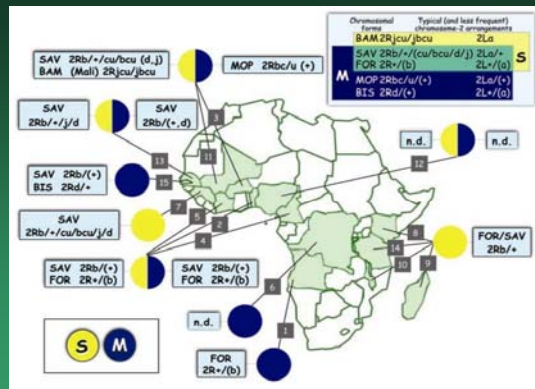 Chromosomal forms
Typical (and less frequent) chromosome-2 arrangements
BAM 2Rjcu/jbcu 2La
SAV 2Rb/+/(cu/bcu/d/j) 2La/+
FOR 2R+/(b) 2L+/(a)
S
M
MOP 2Rbc/u/(+) 2La/(+)
BIS 2Rd/(+) 2L+/(a)
SAV 2Rb/+/cu/bcu (d,j)
BAM (Mali) 2Rjcu/jbcu
MOP 2Rbc/u (+)
SAV
2Rb/+/j/d
SAV
2Rb/(+,d)
n.d.
n.d.
SAV 2Rb/(+)
BIS 2Rd/+
SAV
2Rb/+/cu/bcu/j/d
SAV 2Rb/(+)
FOR 2R+/(b)
SAV 2Rb/(+)
FOR 2R+/(b)
FOR/SAV
2Rb/+
n.d.
FOR
2R+/(b)
3
11
13
15
7
5
2
4
12
8
14
10
9
6
1
S
M